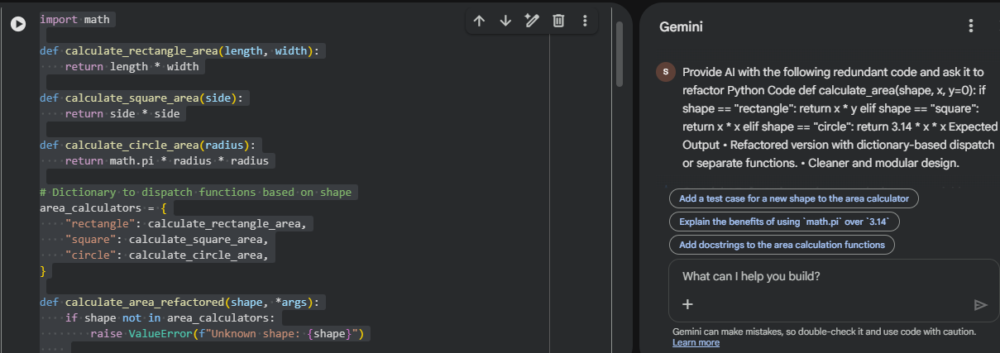 import math
def calculate_rectangle_area(length, width):
    return length * width
def calculate_square_area(side):
    return side * side
def calculate_circle_area(radius):
    return math.pi * radius * radius
# Dictionary to dispatch functions based on shape
area_calculators = {
    "rectangle": calculate_rectangle_area,
    "square": calculate_square_area,
    "circle": calculate_circle_area,
}
def calculate_area_refactored(shape, *args):
    if shape not in area_calculators:
        raise ValueError(f"Unknown shape: {shape}")
Gemini
S
Provide AI with the following redundant code and ask it to
refactor Python Code def calculate_area(shape, x, y=0): if
shape == "rectangle": return x * y elif shape == "square":
return x * x elif shape == "circle": return 3.14 * x * x Expected
Output • Refactored version with dictionary-based dispatch
or separate functions. • Cleaner and modular design.
Add a test case for a new shape to the area calculator
Explain the benefits of using `math.pi` over `3.14`
Add docstrings to the area calculation functions
What can I help you build?
Gemini can make mistakes, so double-check it and use code with caution.
Learn more